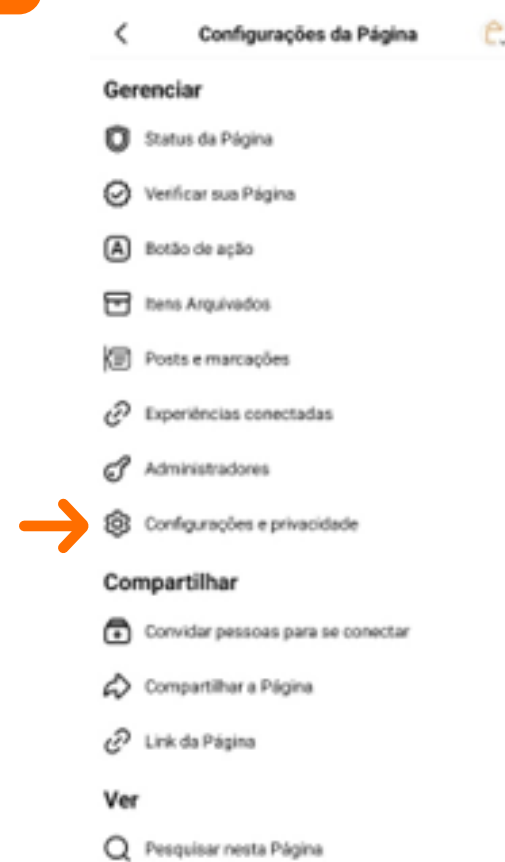 Configurações da Página
Gerenciar
Status da Página
Verificar sua Página
A Botão de ação
Itens Arquivados
Posts e marcações
Experiências conectadas
Administradores
Configurações e privacidade
Compartilhar
Convidar pessoas para se conectar
Compartilhar a Página
Link da Página
Ver
Pesquisar nesta Página